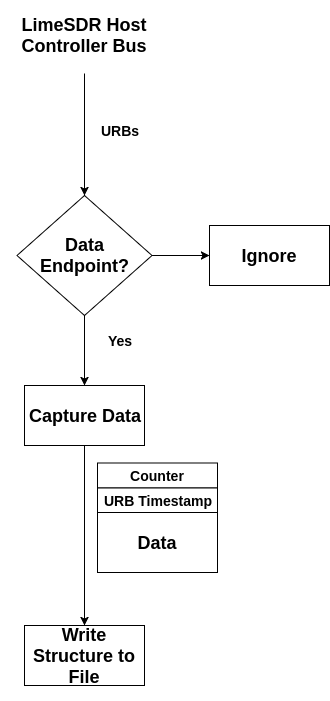 LimeSDR Host
Controller Bus
URBs
Data
Endpoint?
Ignore
Yes
Capture Data
Counter
URB Timestamp
Data
Write
Structure to
File